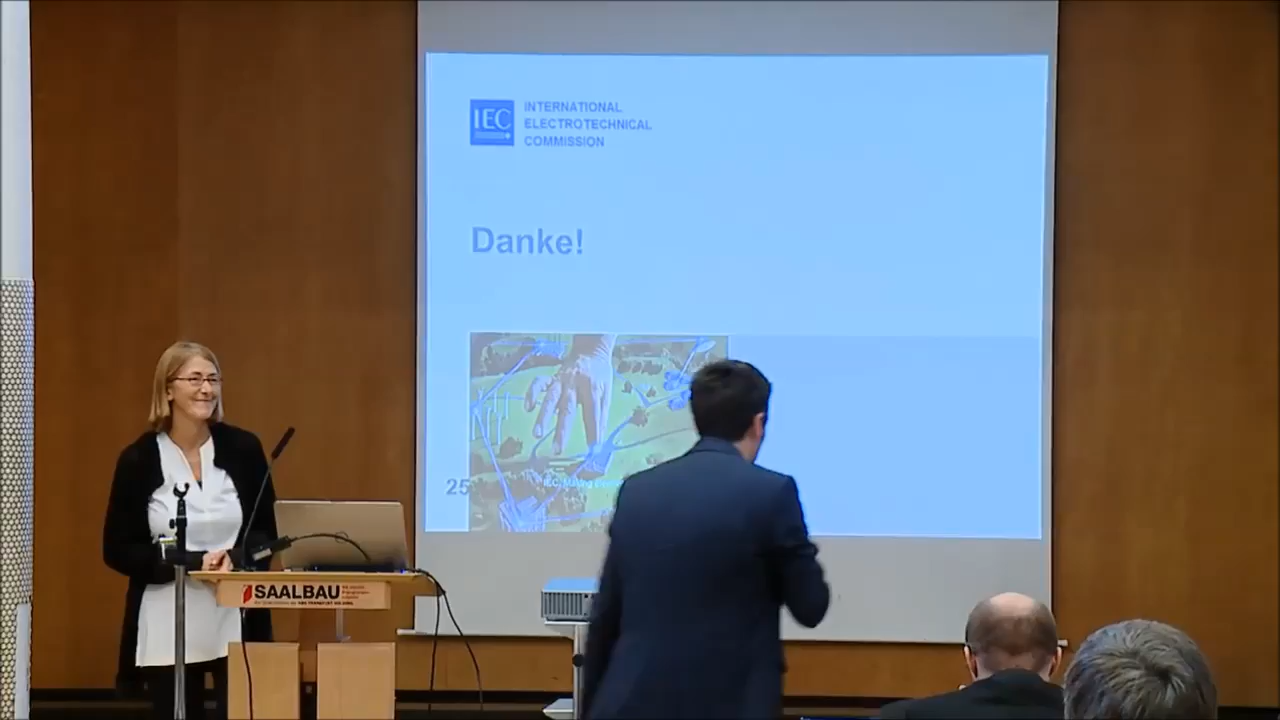 IEC
INTERNATIONAL
ELECTROTECHNICAL
COMMISSION
Danke!
25
SAALBAU